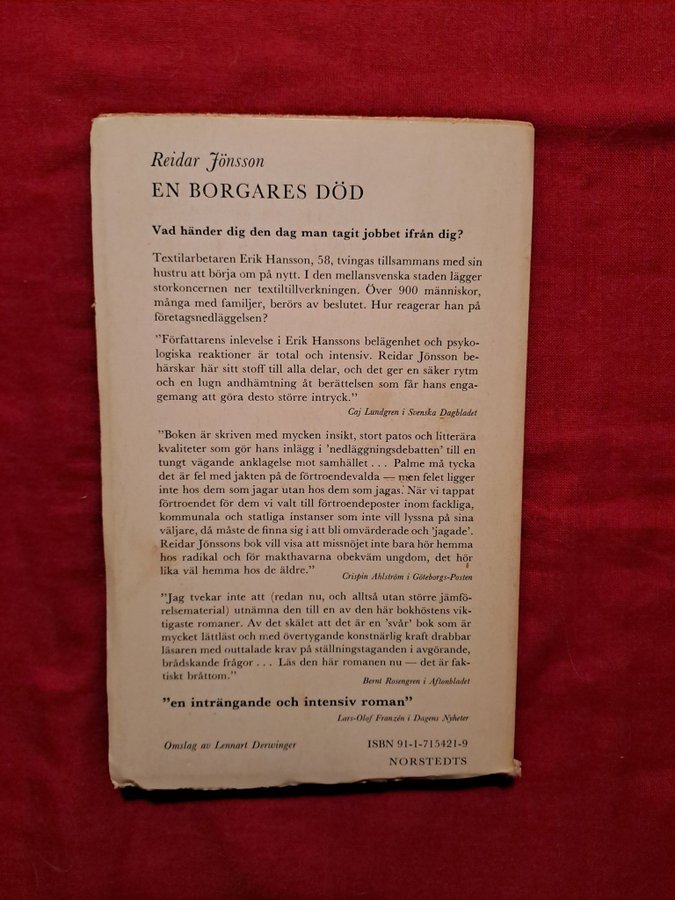 Reidar Jönsson
EN BORGARES DÖD
Vad händer dig den dag man tagit jobbet ifrån dig?
Textilarbetaren Erik Hansson, 58, tvingas tillsammans med sin
hustru att börja om på nytt. I den mellansvenska staden lägger
storkoncernen ner textiltillverkningen. Över 900 människor,
många med familjer, berörs av beslutet. Hur reagerar han på
företagsnedläggelsen?
"Författarens inlevelse i Erik Hanssons belägenhet och psyko-
logiska reaktioner är total och intensiv. Reidar Jönsson be-
härskar här sitt stoff till alla delar, och det ger en säker rytm
och en lugn andhämtning åt berättelsen som får hans enga-
gemang att göra desto större intryck."
Caj Lundgren i Svenska Dagbladet
"Boken är skriven med mycken insikt, stort patos och litterära
kvaliteter som gör hans inlägg i 'nedläggningsdebatten' till en
tungt vägande anklagelse mot samhället . . . Palme må tycka
det är fel med jakten på de förtroendevalda — men felet ligger
inte hos dem som jagar utan hos dem som jagas. När vi tappat
förtroendet för dem vi valt till förtroendeposter inom fackliga,
kommunala och statliga instanser som inte vill lyssna på sina
väljare, då måste de finna sig i att bli omvärderade och 'jagade'.
Reidar Jönssons bok vill visa att missnöjet inte bara hör hemma
hos radikal och för makthavarna obekväm ungdom, det hör
lika väl hemma hos de äldre."
Crispin Ahlström i Göteborgs-Posten
"Jag tvekar inte att (redan nu, och alltså utan större jämfö-
relsematerial) utnämna den till en av den här bokhöstens vik-
tigaste romaner. Av det skälet att det är en 'svår' bok som är
mycket lättläst och med övertygande konstnärlig kraft drabbar
läsaren med outtalade krav på ställningstaganden i avgörande,
brådskande frågor . . . Läs den här romanen nu — det är fak-
tiskt bråttom."
Bernt Rosengren i Aftonbladet
"en inträngande och intensiv roman"
Lars-Olof Franzén i Dagens Nyheter
Omslag av Lennart Derwinger
ISBN 91-1-715421-9
NORSTEDTS